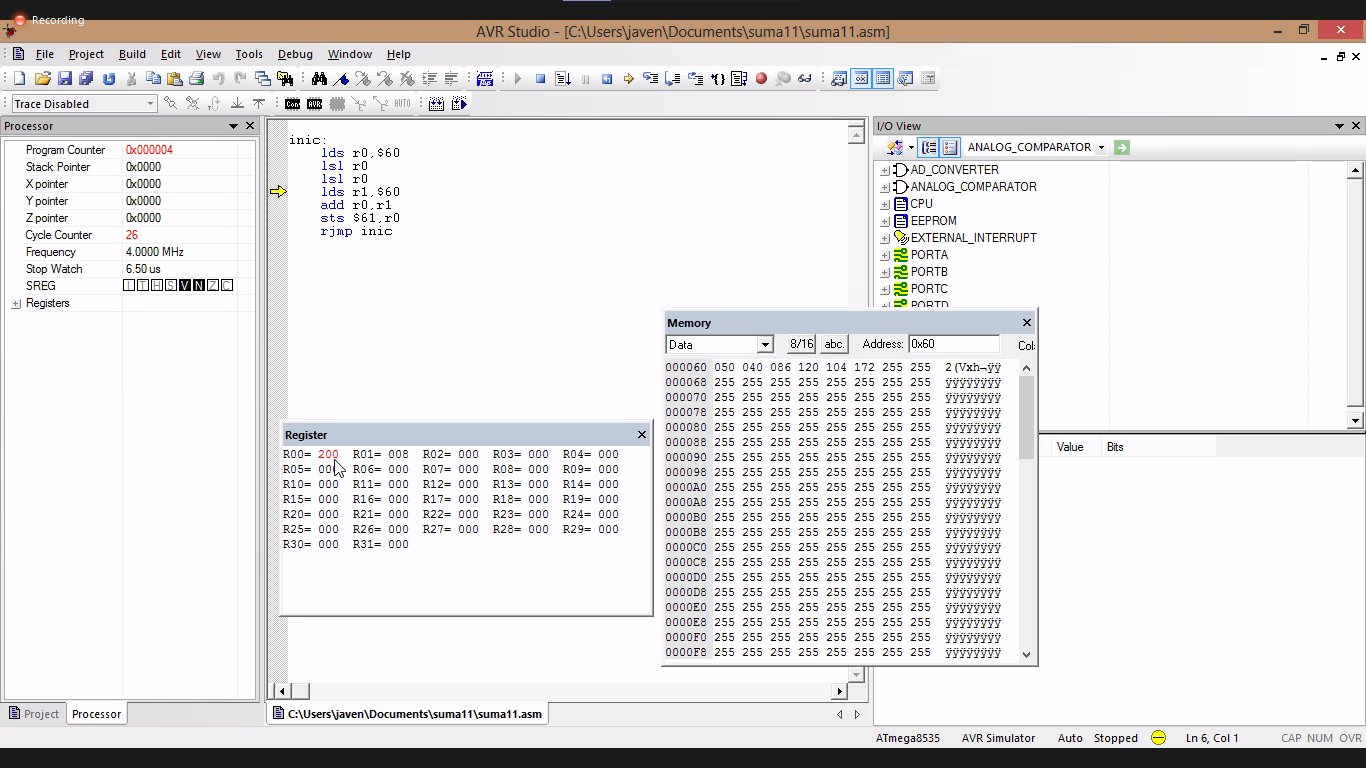 Recording
AVR Studio - [C:\Users\javen\Documents\suma11\suma11.asm]
File Project Build Edit View Tools Debug Window Help
Trace Disabled
Con AVR AUTO
Processor
Program Counter 0x000004
Stack Pointer 0x0000
X pointer 0x0000
Y pointer 0x0000
Z pointer 0x0000
Cycle Counter 26
Frequency 4.0000 MHz
Stop Watch 6.50 us
SREG I T H S V N Z C
Registers
Project Processor
inic:
lds r0,$60
lsl r0
lsl r0
lds r1,$60
add r0,r1
sts $61,r0
rjmp inic
Register
R00= 200 R01= 008 R02= 000 R03= 000 R04= 000
R05= 000 R06= 000 R07= 000 R08= 000 R09= 000
R10= 000 R11= 000 R12= 000 R13= 000 R14= 000
R15= 000 R16= 000 R17= 000 R18= 000 R19= 000
R20= 000 R21= 000 R22= 000 R23= 000 R24= 000
R25= 000 R26= 000 R27= 000 R28= 000 R29= 000
R30= 000 R31= 000
Memory
Data 8/16 abc. Address: 0x60 Col:
000060 050 040 086 120 104 172 255 255 2(Vxh¬ÿÿ
000068 255 255 255 255 255 255 255 255 ÿÿÿÿÿÿÿÿ
000070 255 255 255 255 255 255 255 255 ÿÿÿÿÿÿÿÿ
000078 255 255 255 255 255 255 255 255 ÿÿÿÿÿÿÿÿ
000080 255 255 255 255 255 255 255 255 ÿÿÿÿÿÿÿÿ
000088 255 255 255 255 255 255 255 255 ÿÿÿÿÿÿÿÿ
000090 255 255 255 255 255 255 255 255 ÿÿÿÿÿÿÿÿ
000098 255 255 255 255 255 255 255 255 ÿÿÿÿÿÿÿÿ
0000A0 255 255 255 255 255 255 255 255 ÿÿÿÿÿÿÿÿ
0000A8 255 255 255 255 255 255 255 255 ÿÿÿÿÿÿÿÿ
0000B0 255 255 255 255 255 255 255 255 ÿÿÿÿÿÿÿÿ
0000B8 255 255 255 255 255 255 255 255 ÿÿÿÿÿÿÿÿ
0000C0 255 255 255 255 255 255 255 255 ÿÿÿÿÿÿÿÿ
0000C8 255 255 255 255 255 255 255 255 ÿÿÿÿÿÿÿÿ
0000D0 255 255 255 255 255 255 255 255 ÿÿÿÿÿÿÿÿ
0000D8 255 255 255 255 255 255 255 255 ÿÿÿÿÿÿÿÿ
0000E0 255 255 255 255 255 255 255 255 ÿÿÿÿÿÿÿÿ
0000E8 255 255 255 255 255 255 255 255 ÿÿÿÿÿÿÿÿ
0000F0 255 255 255 255 255 255 255 255 ÿÿÿÿÿÿÿÿ
0000F8 255 255 255 255 255 255 255 255 ÿÿÿÿÿÿÿÿ
C:\Users\javen\Documents\suma11\suma11.asm
I/O View
ANALOG_COMPARATOR
AD_CONVERTER
ANALOG_COMPARATOR
CPU
EEPROM
EXTERNAL_INTERRUPT
PORTA
PORTB
PORTC
PORTD
Value Bits
ATmega8535 AVR Simulator Auto Stopped Ln 6, Col 1 CAP NUM OVR